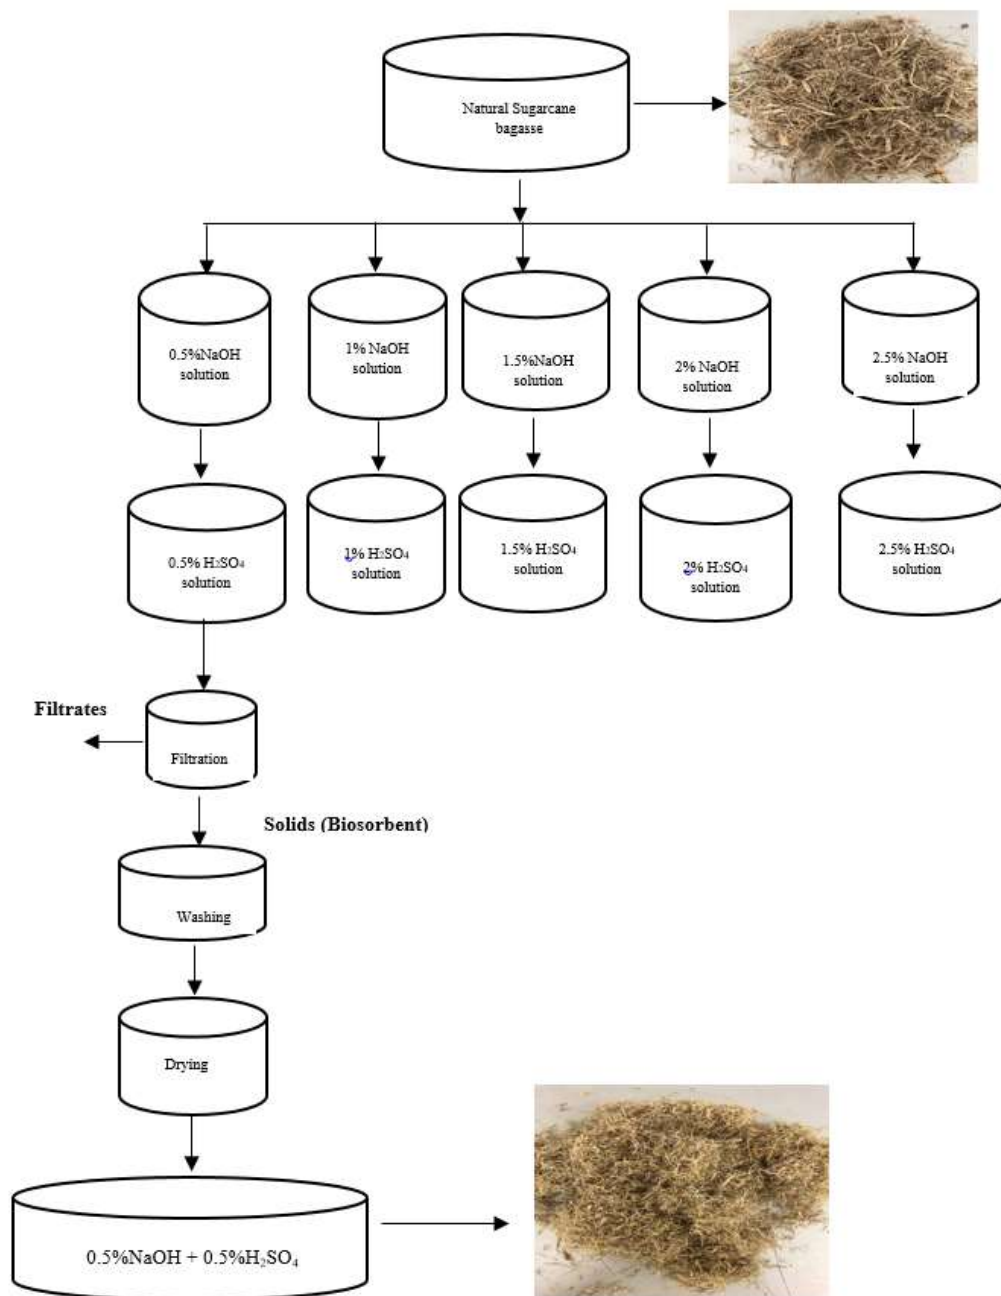 Natural Sugarcane
bagasse
0.5%NaOH
solution
1% NaOH
solution
1.5%NaOH
solution
2% NaOH
solution
2.5% NaOH
solution
0.5% H₂SO₄
solution
1% H₂SO₄
solution
1.5% H₂SO₄
solution
2% H₂SO₄
solution
2.5% H₂SO₄
solution
Filtrates
Filtration
Solids (Biosorbent)
Washing
Drying
0.5%NaOH + 0.5%H₂SO₄